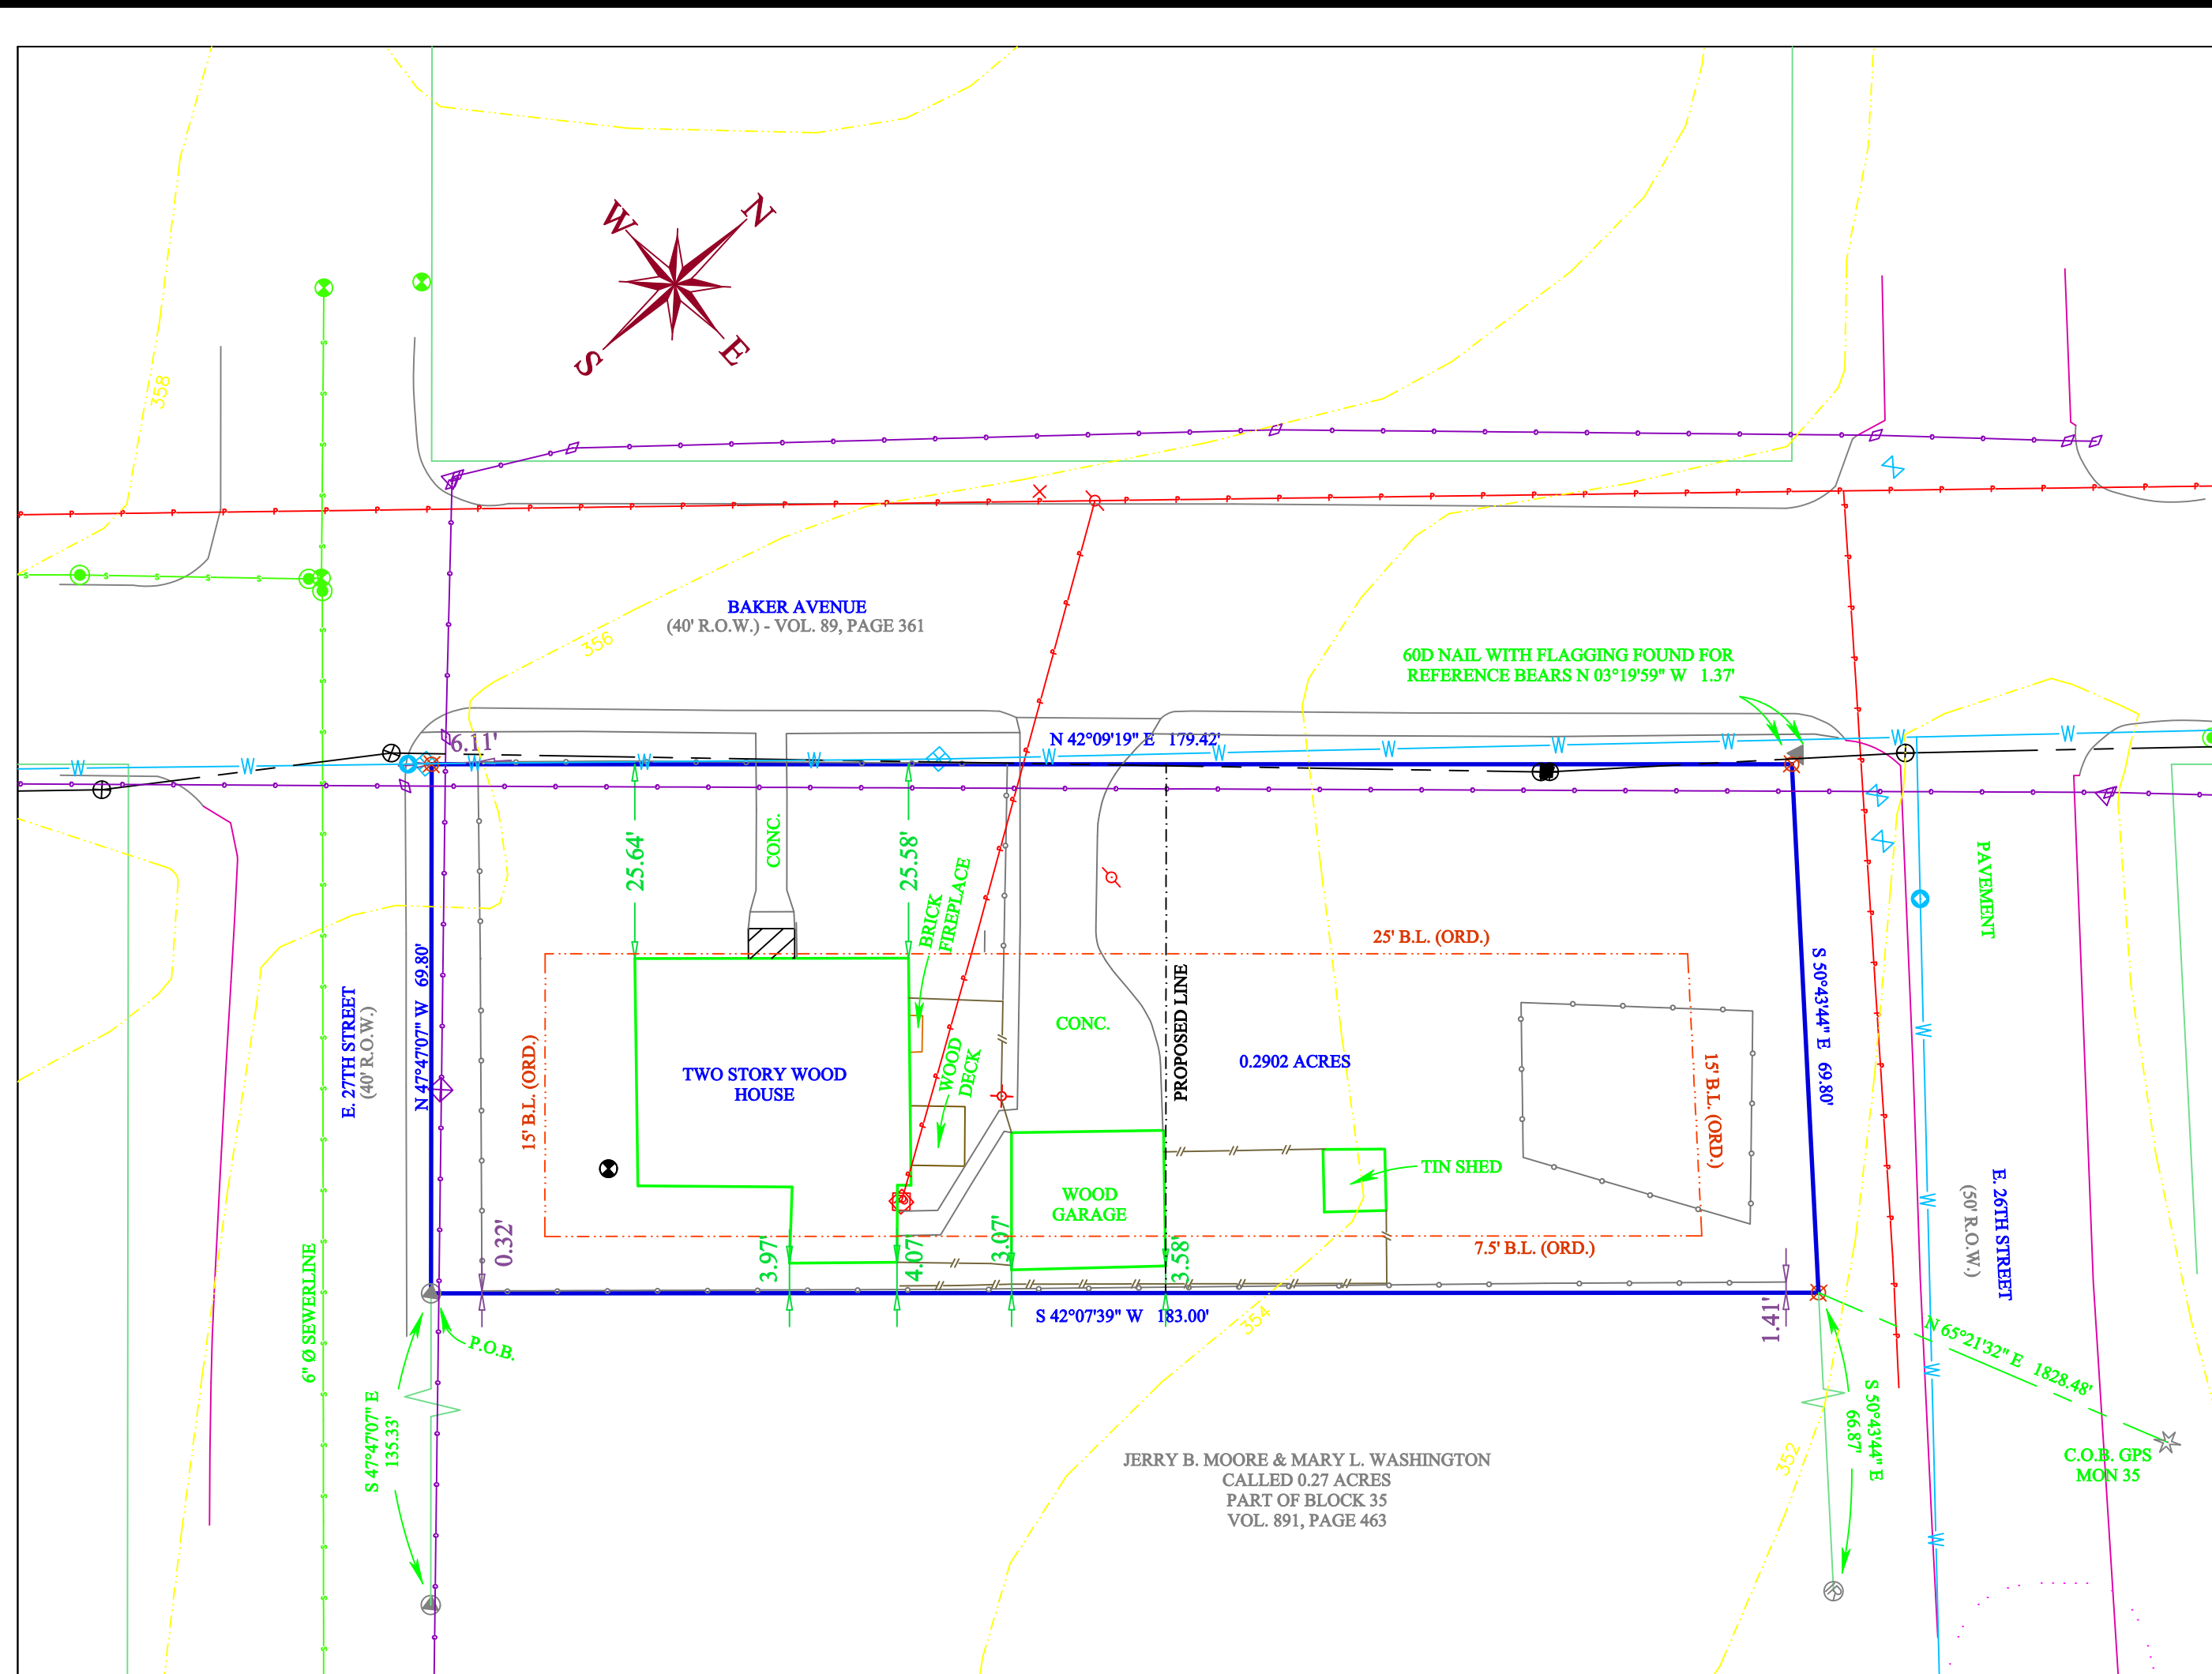 N
W
E
S
358
BAKER AVENUE
(40' R.O.W.) - VOL. 89, PAGE 361
356
60D NAIL WITH FLAGGING FOUND FOR
REFERENCE BEARS N 03°19'59" W 1.37'
6.11'
N 42°09'19" E 179.42'
W
W
W
W
W
W
W
W
W
W
25.64'
CONC.
25.58'
BRICK
FIREPLACE
PAVEMENT
25' B.L. (ORD.)
E. 27TH STREET
(40' R.O.W.)
N 47°47'07" W 69.80'
15' B.L. (ORD.)
TWO STORY WOOD
HOUSE
WOOD
DECK
CONC.
PROPOSED LINE
0.2902 ACRES
15' B.L. (ORD.)
S 50°43'44" E 69.80'
W
W
TIN SHED
WOOD
GARAGE
E. 26TH STREET
(50' R.O.W.)
0.32'
3.97'
4.07'
3.07'
3.58'
7.5' B.L. (ORD.)
6" Ø SEWERLINE
P.O.B.
S 42°07'39" W 183.00'
354
1.41'
N 65°21'32" E 1828.48'
W
S 47°47'07" E
135.33'
S 50°43'44" E
66.87'
352
C.O.B. GPS
MON 35
JERRY B. MOORE & MARY L. WASHINGTON
CALLED 0.27 ACRES
PART OF BLOCK 35
VOL. 891, PAGE 463
W